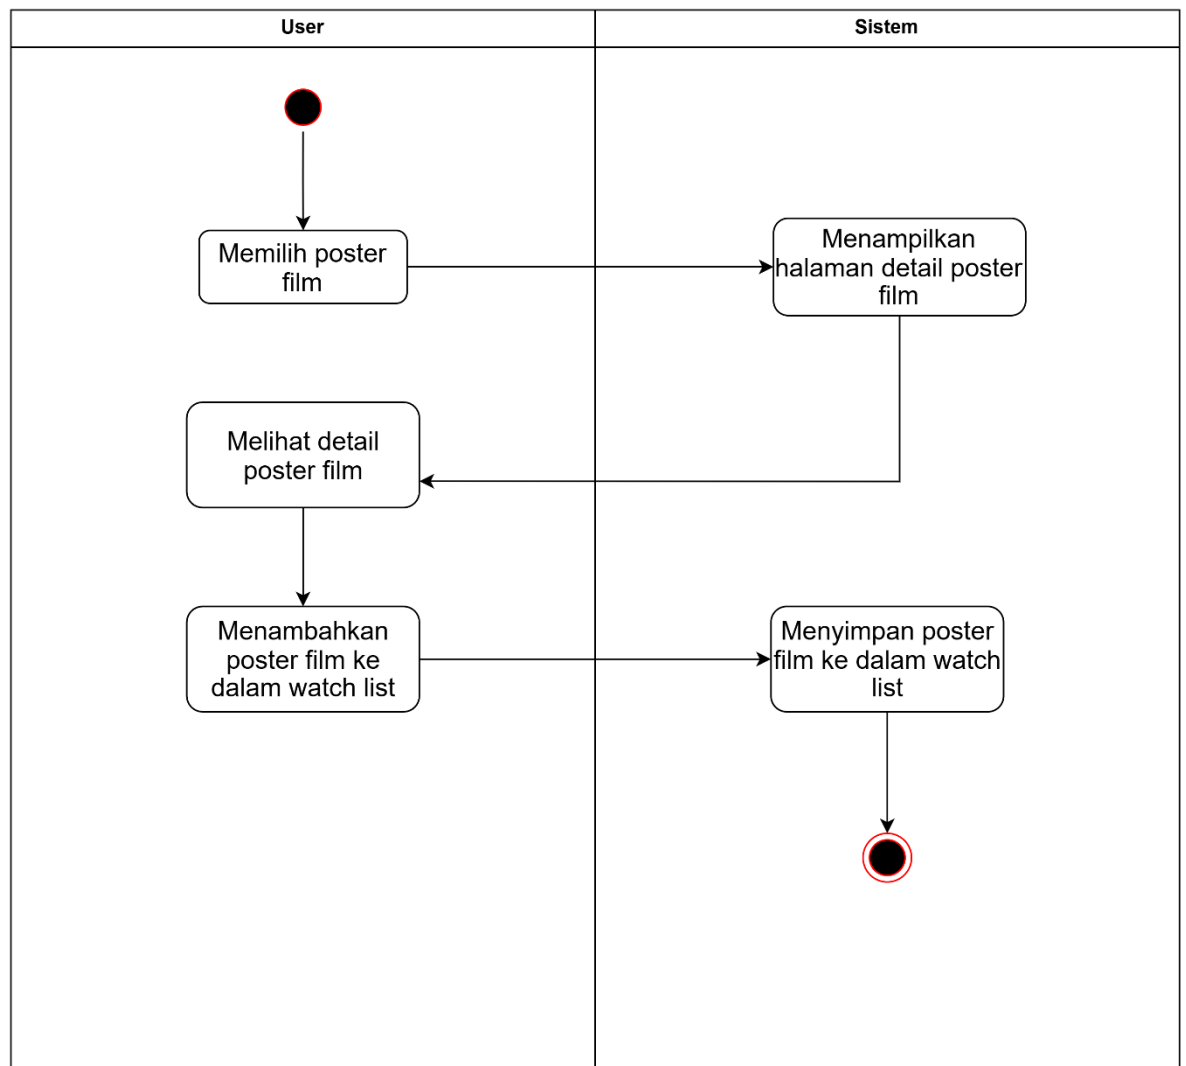 User
Sistem
Memilih poster
film
Menampilkan
halaman detail poster
film
Melihat detail
poster film
Menambahkan
poster film ke
dalam watch list
Menyimpan poster
film ke dalam watch
list